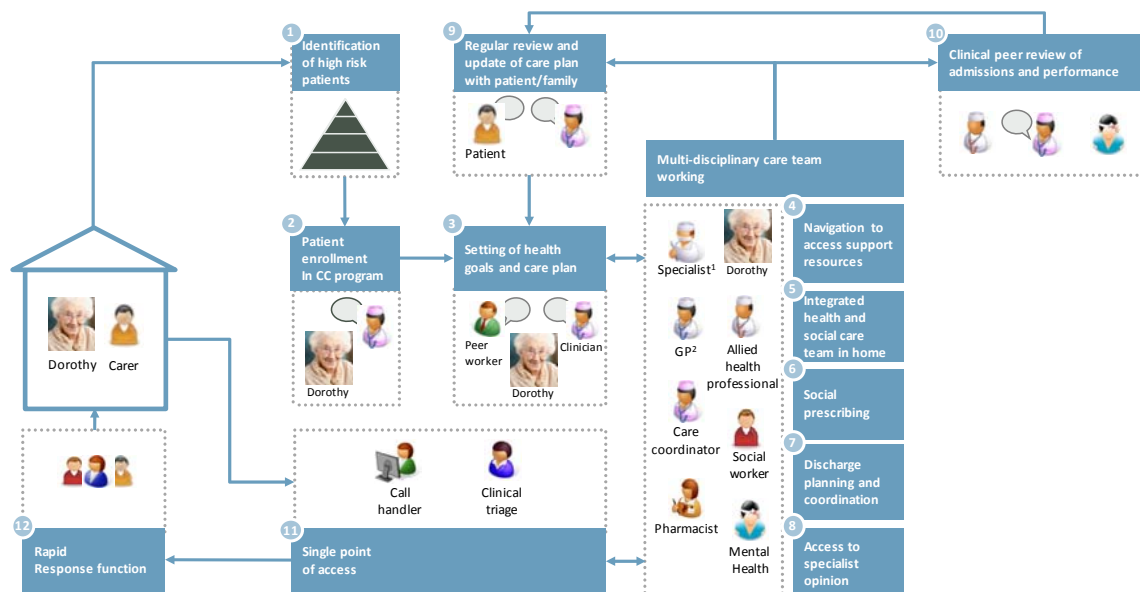 1
Identification
of high risk
patients
9
Regular review and
update of care plan
with patient/family
10
Clinical peer review of
admissions and performance
Patient
Multi-disciplinary care team
working
2
Patient
enrollment
In CC program
3
Setting of health
goals and care plan
4
Navigation to
access support
resources
Specialist1
Dorothy
5
Integrated
health and
social care
team in home
Dorothy
Carer
Peer
worker
Clinician
Dorothy
Dorothy
GP2
Allied
health
professional
6
Social
prescribing
Care
coordinator
Social
worker
7
Discharge
planning and
coordination
Call
handler
Clinical
triage
Pharmacist
Mental
Health
12
Rapid
Response function
11
Single point
of access
8
Access to
specialist
opinion